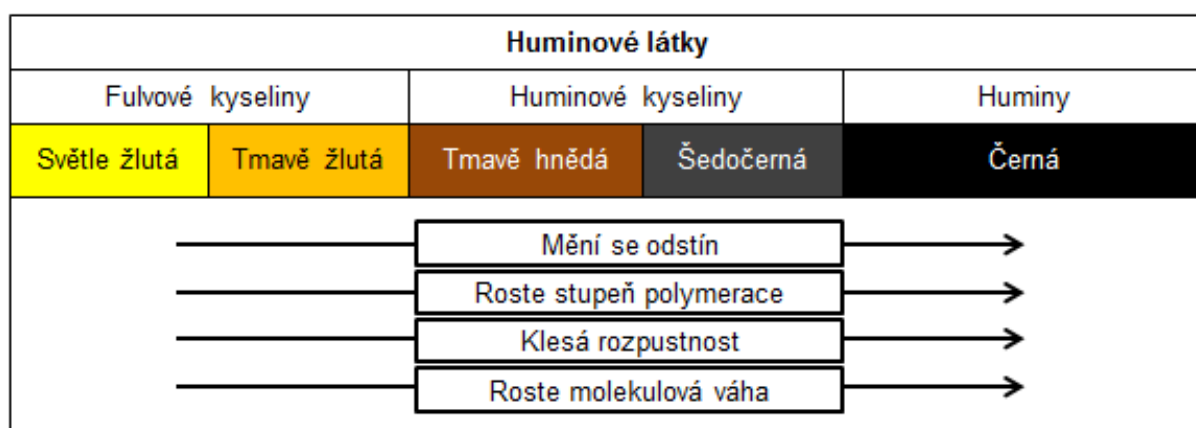 Huminové látky
Fulvové kyseliny Huminové kyseliny Huminy
Světle žlutá Tmavě žlutá Tmavě hnědá Šedočerná Černá
Mění se odstín
Roste stupeň polymerace
Klesá rozpustnost
Roste molekulová váha